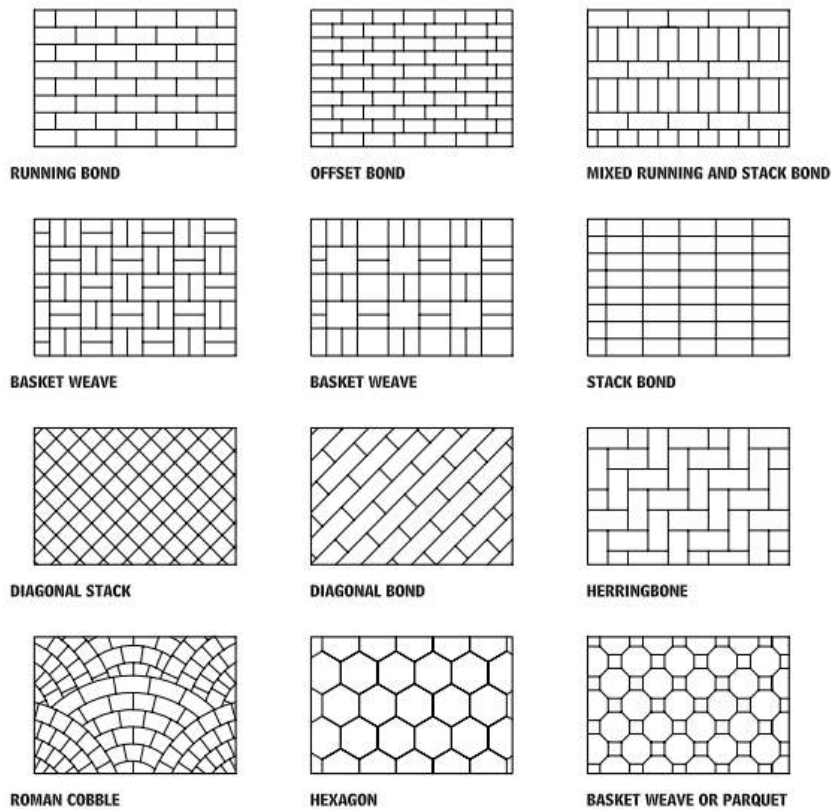 RUNNING BOND
OFFSET BOND
MIXED RUNNING AND STACK BOND
BASKET WEAVE
BASKET WEAVE
STACK BOND
DIAGONAL STACK
DIAGONAL BOND
HERRINGBONE
ROMAN COBBLE
HEXAGON
BASKET WEAVE OR PARQUET